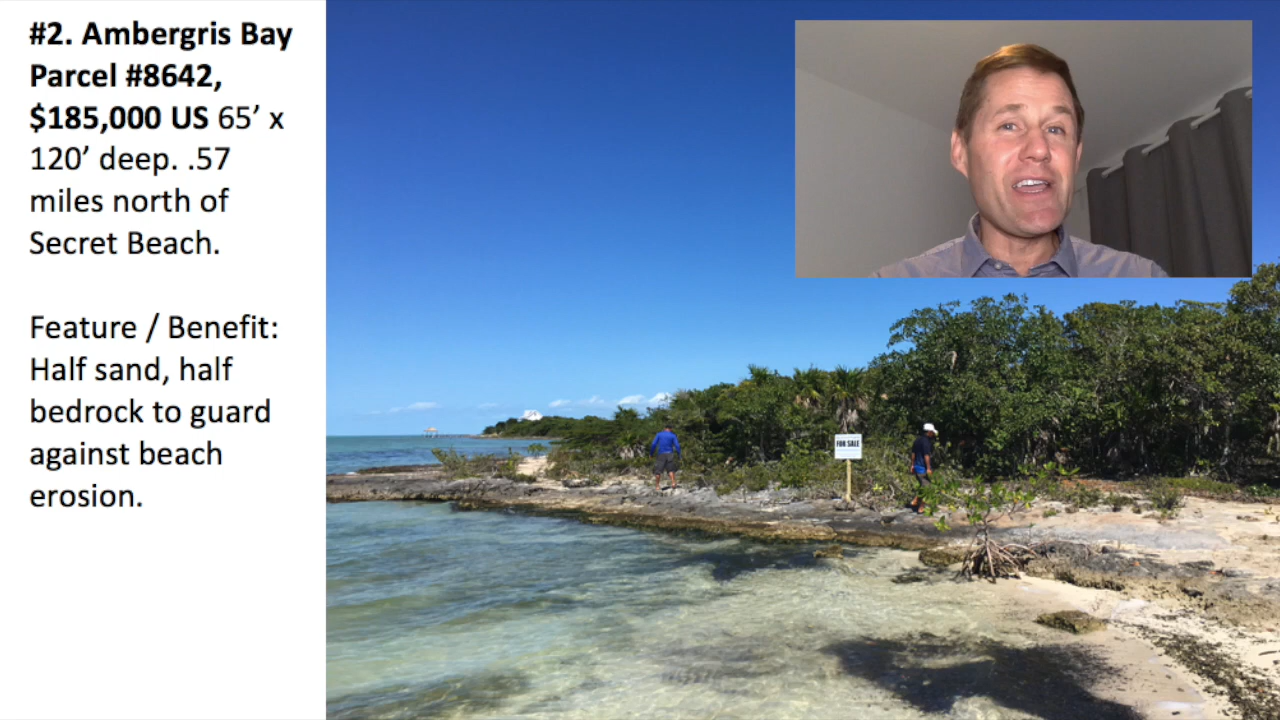 #2. Ambergris Bay
Parcel #8642,
$185,000 US 65’ x
120’ deep. .57
miles north of
Secret Beach.
Feature / Benefit:
Half sand, half
bedrock to guard
against beach
erosion.
FOR SALE